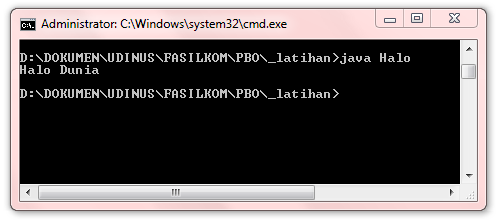 Administrator: C:\Windows\system32\cmd.exe
D:\DOKUMEN\UDINUS\FASILKOM\PBO\_latihan>java Halo
Halo Dunia
D:\DOKUMEN\UDINUS\FASILKOM\PBO\_latihan>